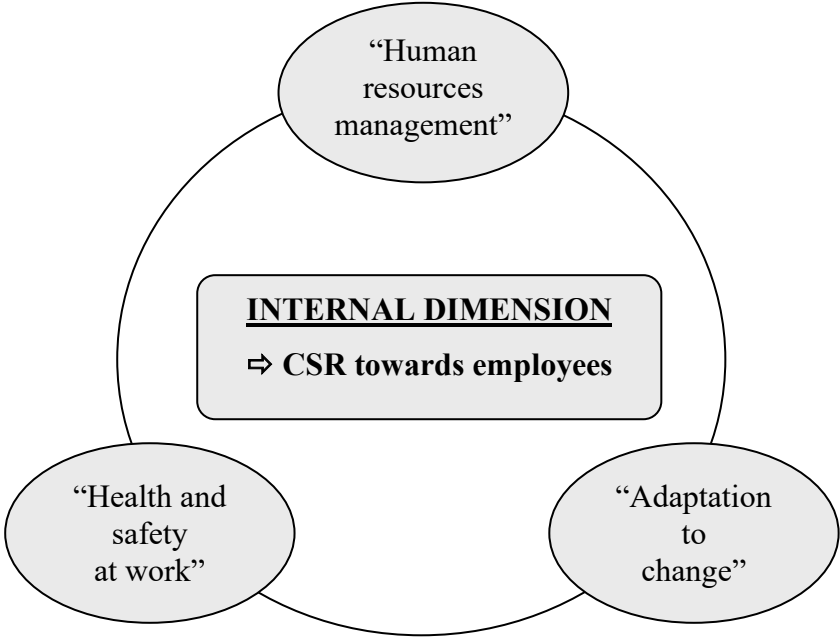 “Human
resources
management”
INTERNAL DIMENSION
⇨ CSR towards employees
“Health and
safety
at work”
“Adaptation
to
change”